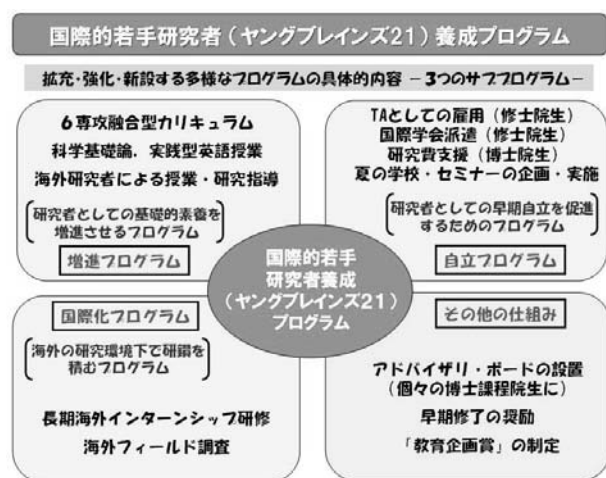 国際的若手研究者(ヤングブレインズ21)養成プログラム
拡充・強化・新設する多様なプログラムの具体的内容 －3つのサブプログラム－
6専攻融合型カリキュラム
科学基礎論．実践型英語授業
海外研究者による授業・研究指導
研究者としての基礎的素養を
増進させるプログラム
増進プログラム
TAとしての雇用(修士院生)
国際学会派遣(修士院生)
研究費支援(博士院生)
夏の学校・セミナーの企画・実施
研究者としての早期自立を促進
するためのプログラム
自立プログラム
国際的若手
研究者養成
(ヤングブレインズ21)
プログラム
国際化プログラム
海外の研究環境下で研鑽を
積むプログラム
長期海外インターンシップ研修
海外フィールド調査
その他の仕組み
アドバイザリ・ボードの設置
(個々の博士課程院生に)
早期修了の奨励
「教育企画賞」の制定